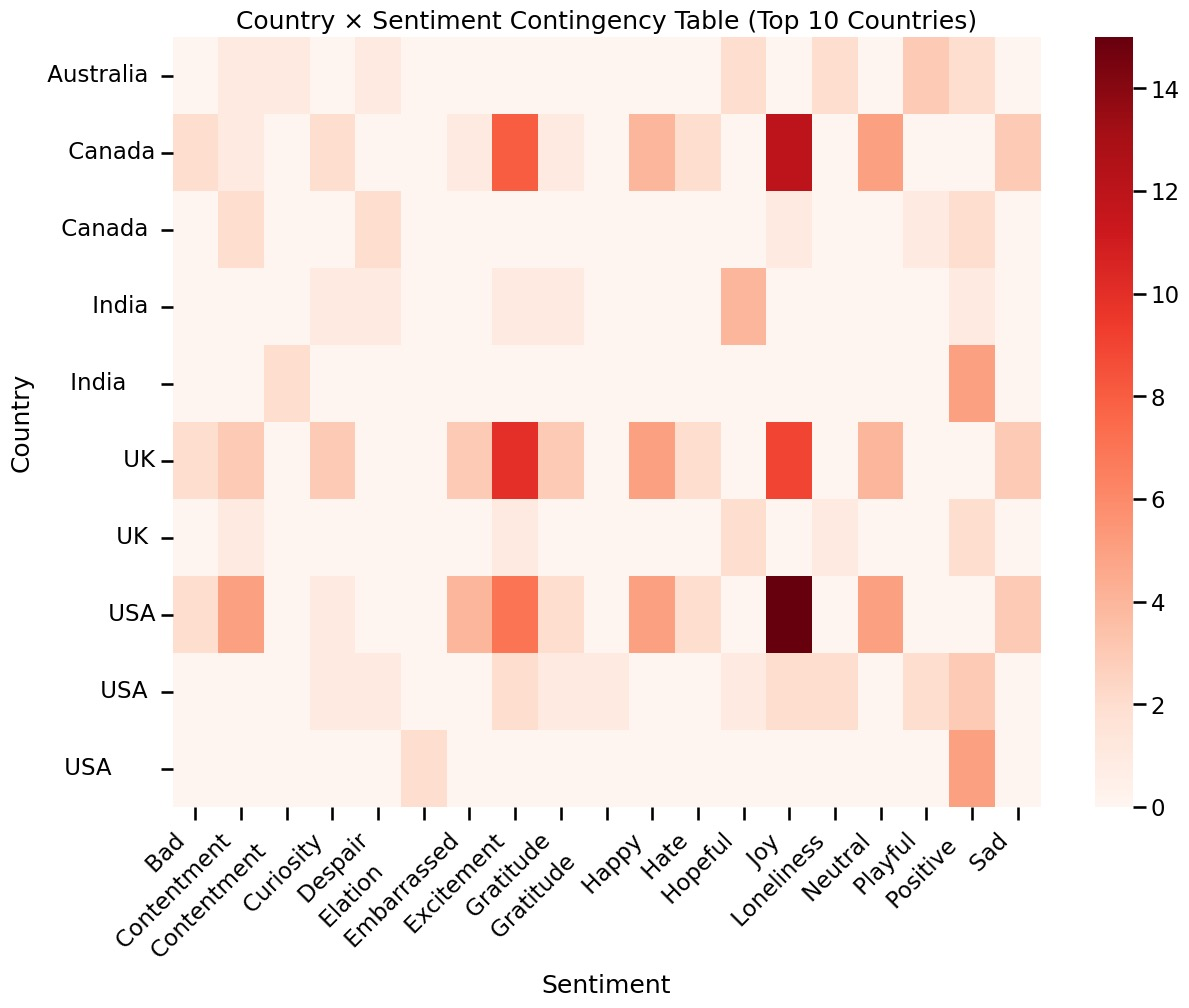 Country × Sentiment Contingency Table (Top 10 Countries)
Australia
Canada
Canada
India
India
UK
UK
USA
USA
USA
Country
Bad
Contentment
Contentment
Curiosity
Despair
Elation
Embarrassed
Excitement
Gratitude
Gratitude
Happy
Hate
Hopeful
Joy
Loneliness
Neutral
Playful
Positive
Sad
Sentiment
14
12
10
8
6
4
2
0